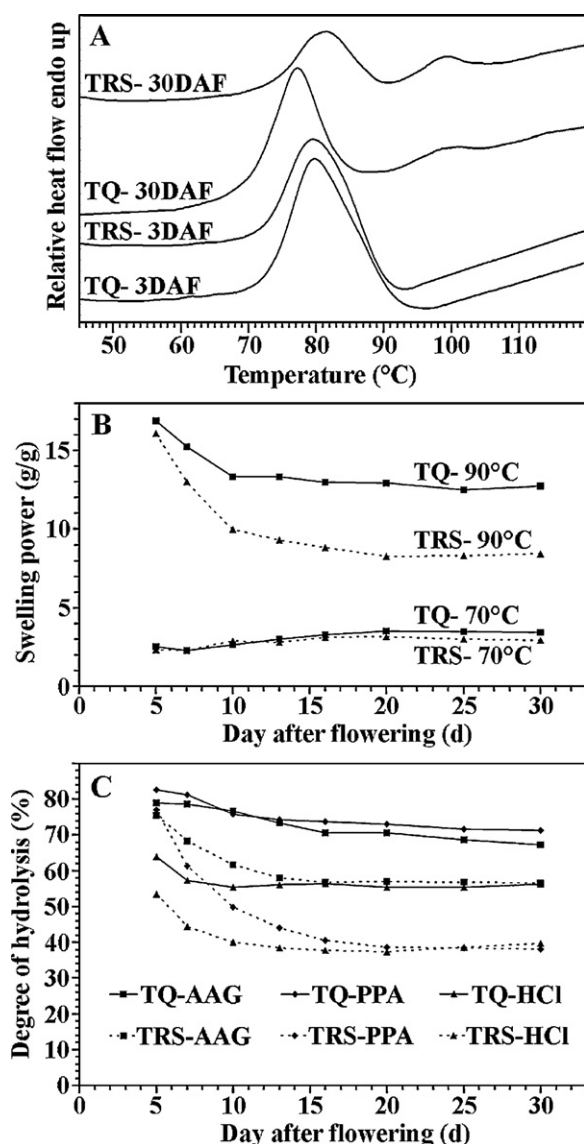 A
TRS- 30DAF
TQ- 30DAF
TRS- 3DAF
TQ- 3DAF
Relative heat flow endo up
50 60 70 80 90 100 110
Temperature (°C)
B
15
10
5
0
TQ- 90°C
TRS- 90°C
TQ- 70°C
TRS- 70°C
Swelling power (g/g)
0 5 10 15 20 25 30
Day after flowering (d)
C
80
70
60
50
40
30
20
10
0
Degree of hydrolysis (%)
TQ-AAG TQ-PPA TQ-HCl
TRS-AAG TRS-PPA TRS-HCl
0 5 10 15 20 25 30
Day after flowering (d)